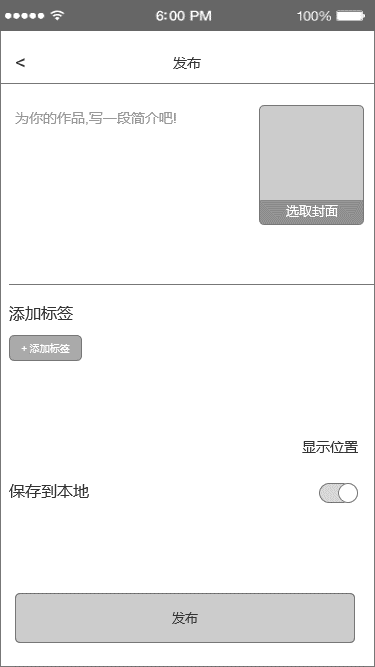 6:00 PM 100%
< 发布
为你的作品,写一段简介吧!
选取封面
添加标签
+ 添加标签
显示位置
保存到本地
发布